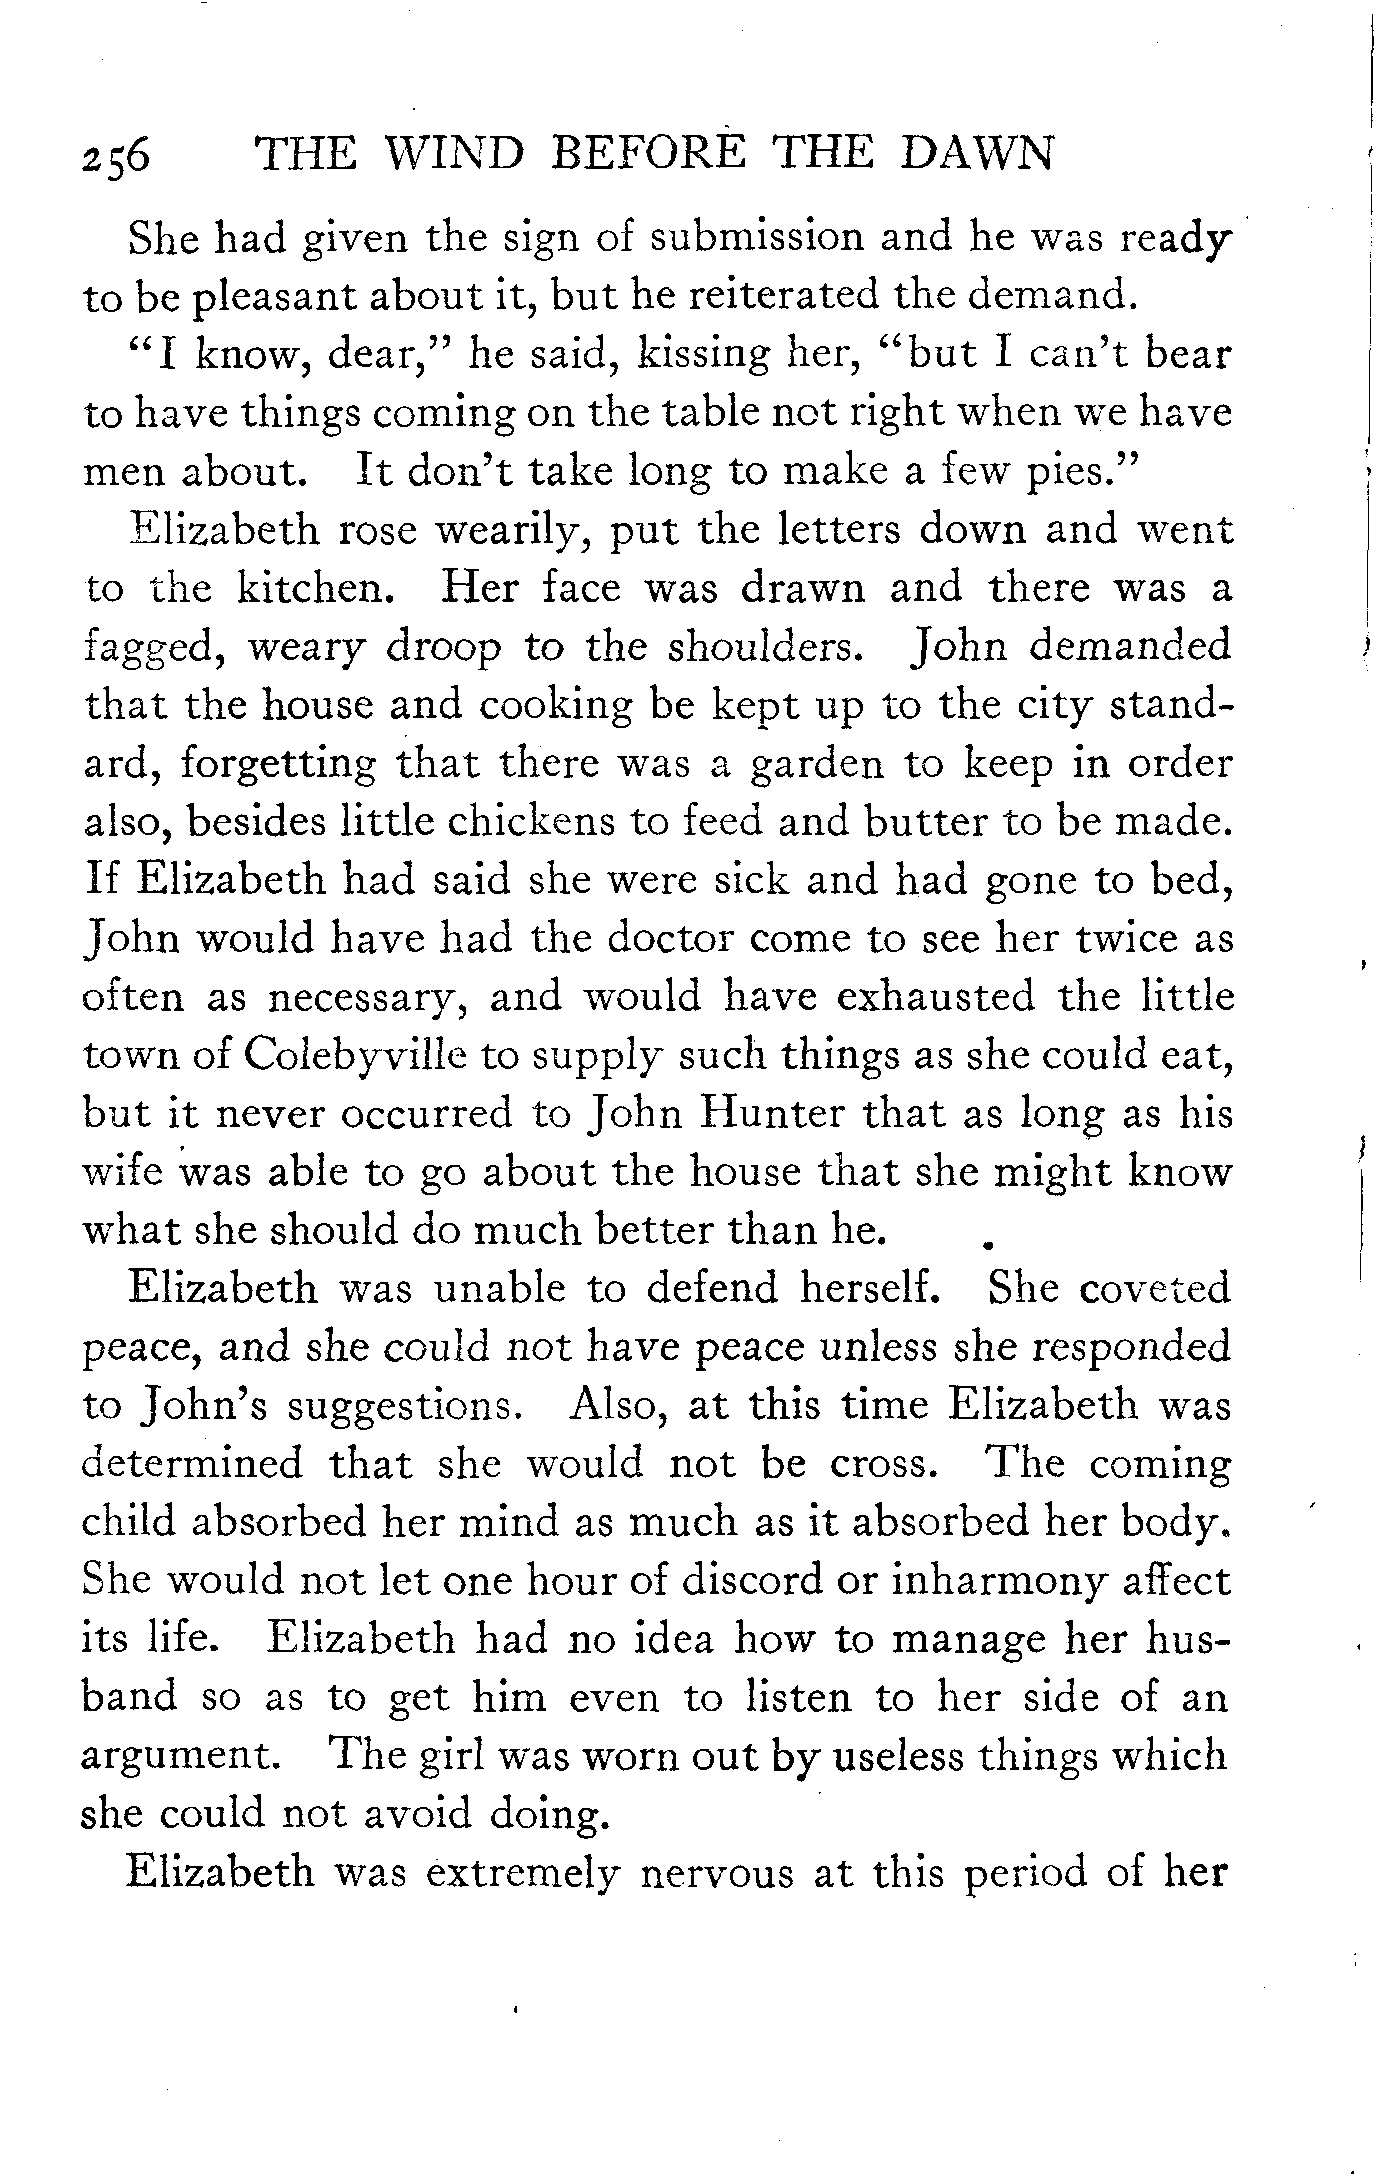 256 THE WIND BEFORE THE DAWN
She had given the sign of submission and he was ready
to be pleasant about it, but he reiterated the demand.
“I know, dear,” he said, kissing her, “but I can’t bear
to have things coming on the table not right when we have
men about. It don’t take long to make a few pies.”
Elizabeth rose wearily, put the letters down and went
to the kitchen. Her face was drawn and there was a
fagged, weary droop to the shoulders. John demanded
that the house and cooking be kept up to the city stand-
ard, forgetting that there was a garden to keep in order
also, besides little chickens to feed and butter to be made.
If Elizabeth had said she were sick and had gone to bed,
John would have had the doctor come to see her twice as
often as necessary, and would have exhausted the little
town of Colebyville to supply such things as she could eat,
but it never occurred to John Hunter that as long as his
wife was able to go about the house that she might know
what she should do much better than he.
Elizabeth was unable to defend herself. She coveted
peace, and she could not have peace unless she responded
to John’s suggestions. Also, at this time Elizabeth was
determined that she would not be cross. The coming
child absorbed her mind as much as it absorbed her body.
She would not let one hour of discord or inharmony affect
its life. Elizabeth had no idea how to manage her hus-
band so as to get him even to listen to her side of an
argument. The girl was worn out by useless things which
she could not avoid doing.
Elizabeth was extremely nervous at this period of her